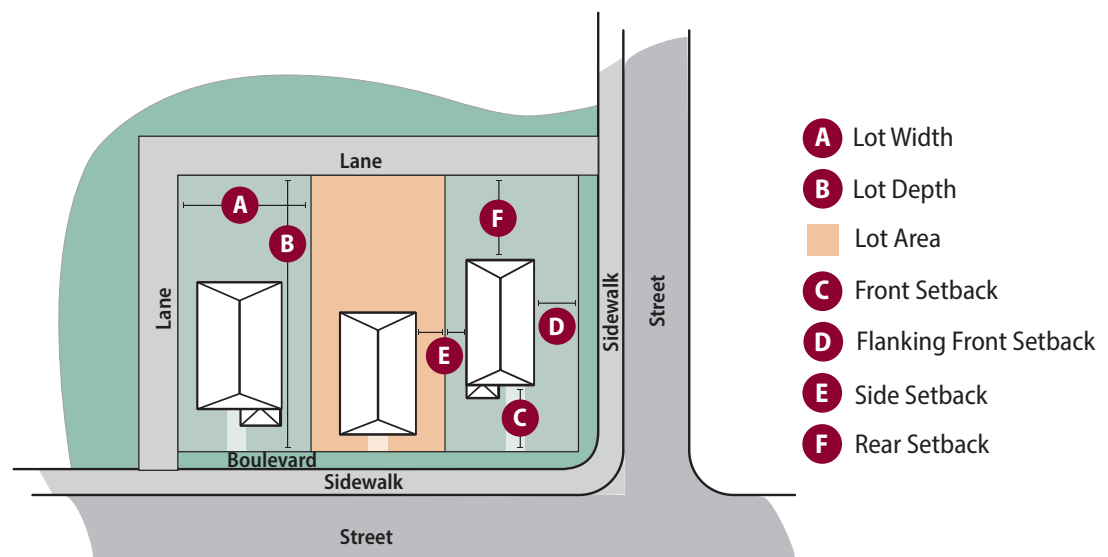 Lane
A
B
F
Lane
D
E
C
Sidewalk
Street
Boulevard
Sidewalk
Street
A Lot Width
B Lot Depth
Lot Area
C Front Setback
D Flanking Front Setback
E Side Setback
F Rear Setback